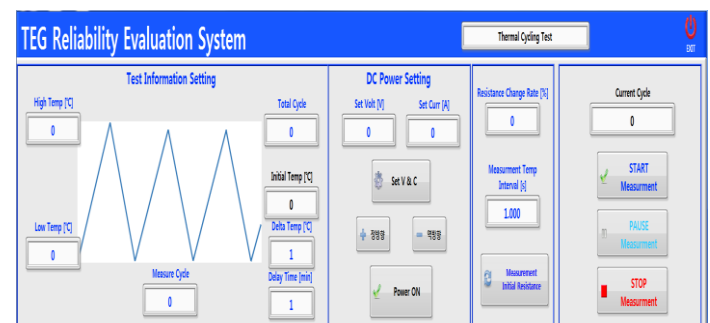 TEG Reliability Evaluation System
Thermal Cycling Test
EXIT
Test Information Setting
High Temp [℃]
0
Total Cycle
0
Initial Temp [℃]
0
Low Temp [℃]
0
Delta Temp [℃]
1
Measure Cycle
0
Delay Time [min]
1
DC Power Setting
Set Volt [V]
Set Curr [A]
0
0
Set V & C
정방향
역방향
Power ON
Resistance Change Rate [%]
0
Measurment Temp
Interval [s]
1.000
Measurement
Initial Resistance
Current Cycle
0
START
Measurment
PAUSE
Measurment
STOP
Measurment